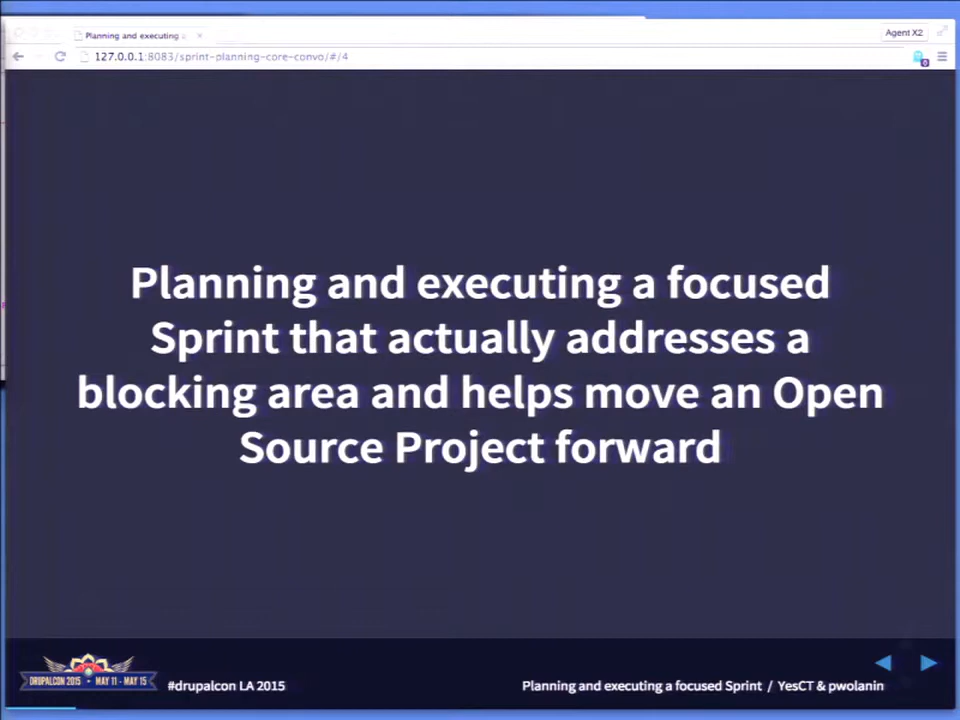 Planning and executing a
Agent X2
127.0.0.1:8083/sprint-planning-core-convo/#/4
Planning and executing a focused
Sprint that actually addresses a
blocking area and helps move an Open
Source Project forward
DRUPALCON 2015 • MAY 11 - MAY 15
#drupalcon LA 2015
Planning and executing a focused Sprint / YesCT & pwolanin